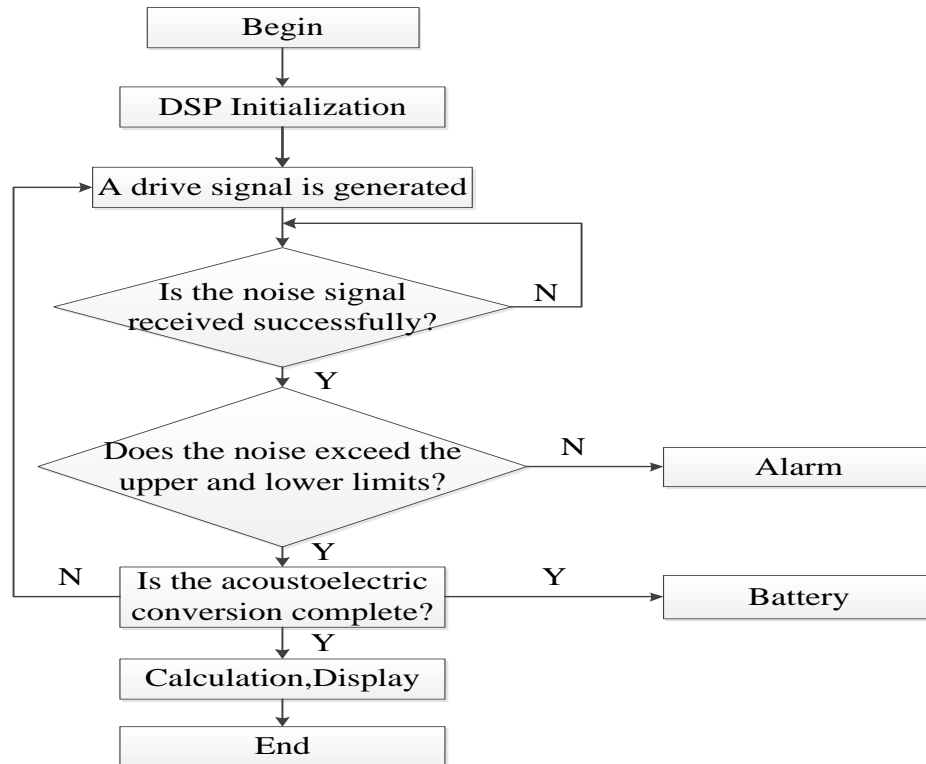 Begin
DSP Initialization
A drive signal is generated
Is the noise signal
received successfully?
N
Y
Does the noise exceed the
upper and lower limits?
N
Alarm
Y
N
Is the acoustoelectric
conversion complete?
Y
Battery
Y
Calculation,Display
End